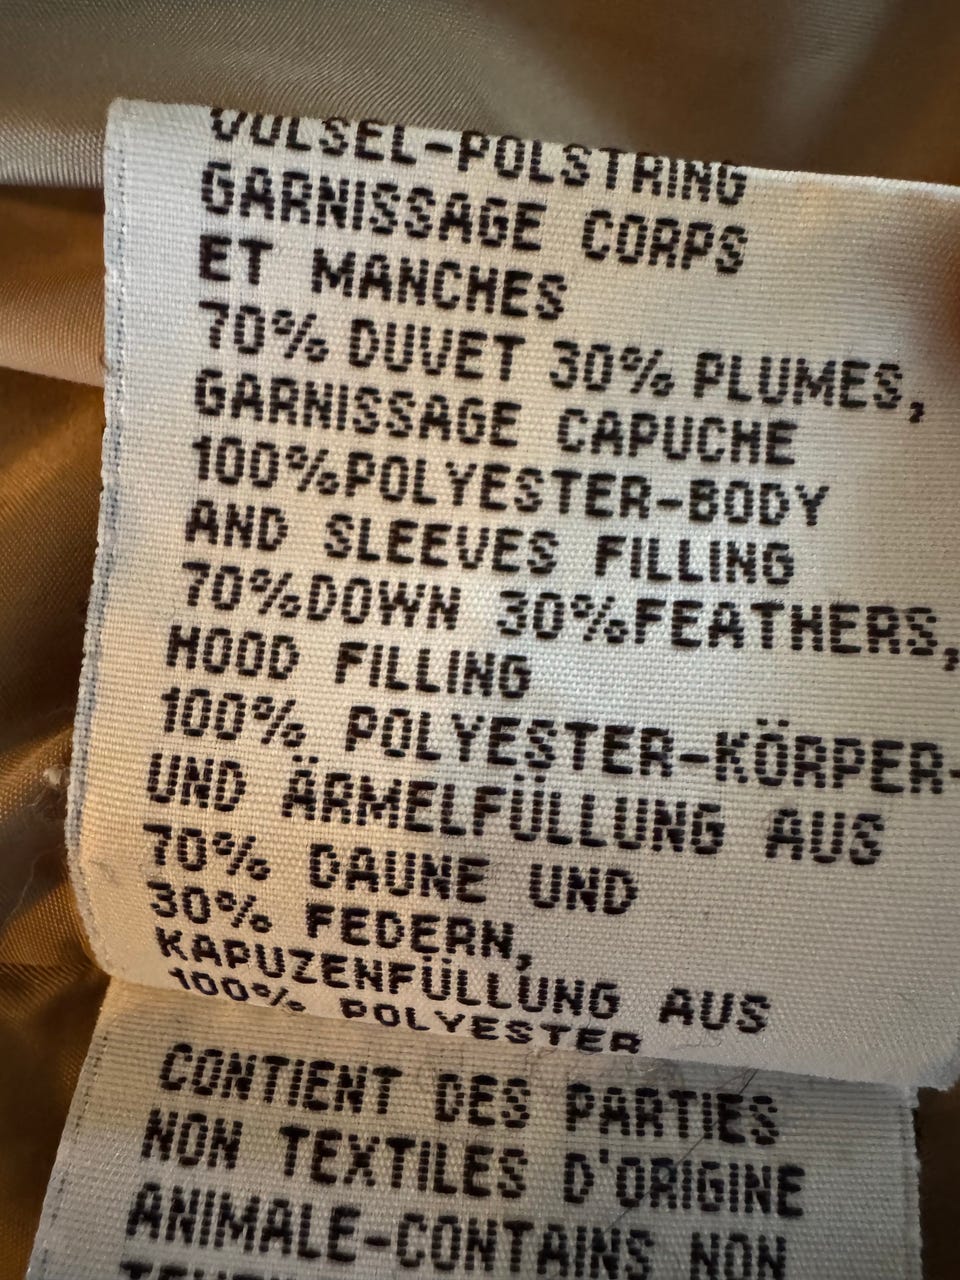 GARNISSAGE CORPS
ET MANCHES
70% DUVET 30% PLUMES,
GARNISSAGE CAPUCHE
100%POLYESTER-BODY
AND SLEEVES FILLING
70%DOWN 30%FEATHERS,
HOOD FILLING
100% POLYESTER-KÖRPER-
UND ÄRMELFÜLLUNG AUS
70% DAUNE UND
30% FEDERN,
KAPUZENFÜLLUNG AUS
100% POLYESTER
CONTIENT DES PARTIES
NON TEXTILES D'ORIGINE
ANIMALE-CONTAINS NON